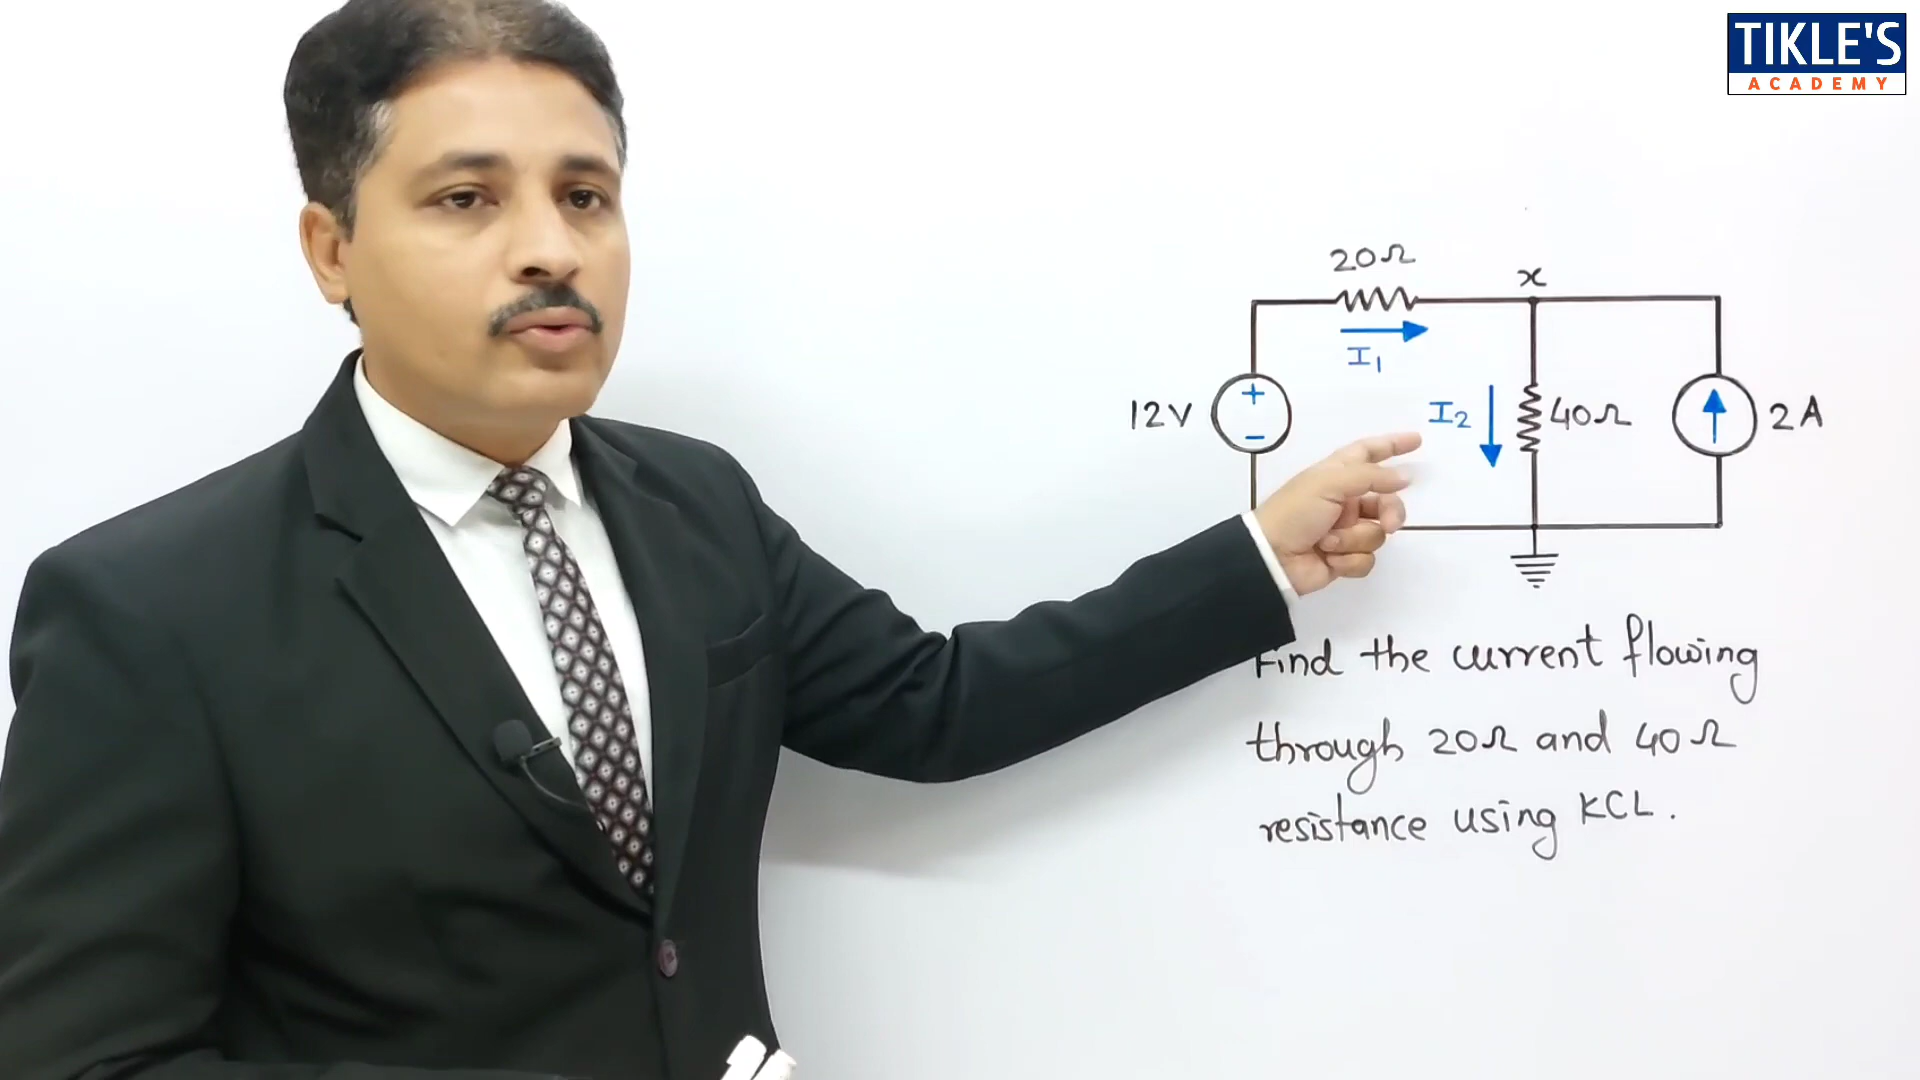 TIKLE'S
ACADEMY
20Ω
x
I1
12V
+
−
I2
40Ω
2A
Find the current flowing
through 20Ω and 40Ω
resistance using KCL.